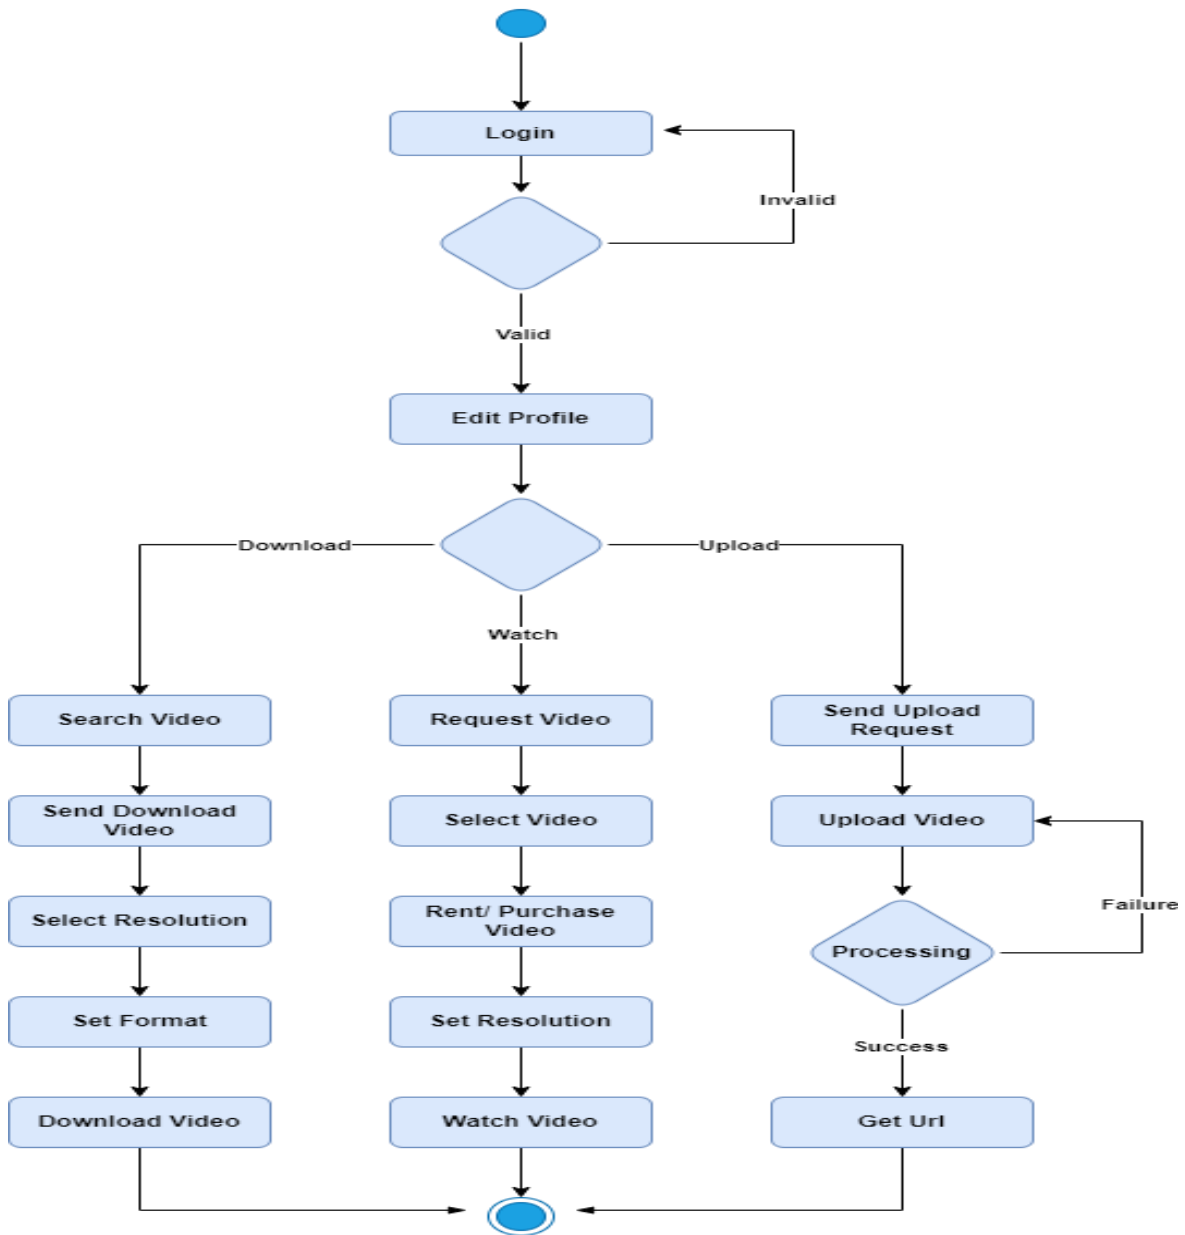 Login
Invalid
Valid
Edit Profile
Download
Upload
Watch
Search Video
Request Video
Send Upload
Request
Send Download
Video
Select Video
Upload Video
Failure
Select Resolution
Rent/ Purchase
Video
Processing
Set Format
Set Resolution
Success
Download Video
Watch Video
Get Url